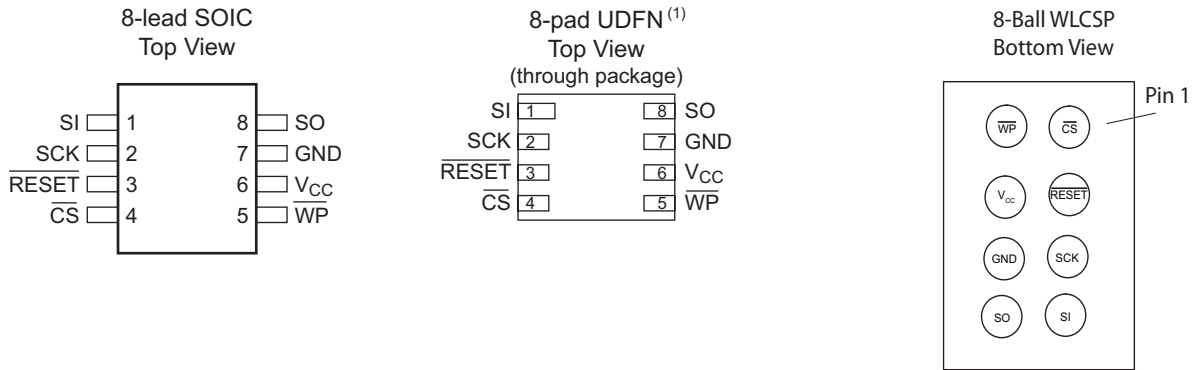 8-lead SOIC
Top View
SI 1 8 SO
SCK 2 7 GND
RESET 3 6 VCC
CS 4 5 WP
8-pad UDFN (1)
Top View
(through package)
SI 1 8 SO
SCK 2 7 GND
RESET 3 6 VCC
CS 4 5 WP
8-Ball WLCSP
Bottom View
Pin 1
WP CS
Vcc RESET
GND SCK
SO SI